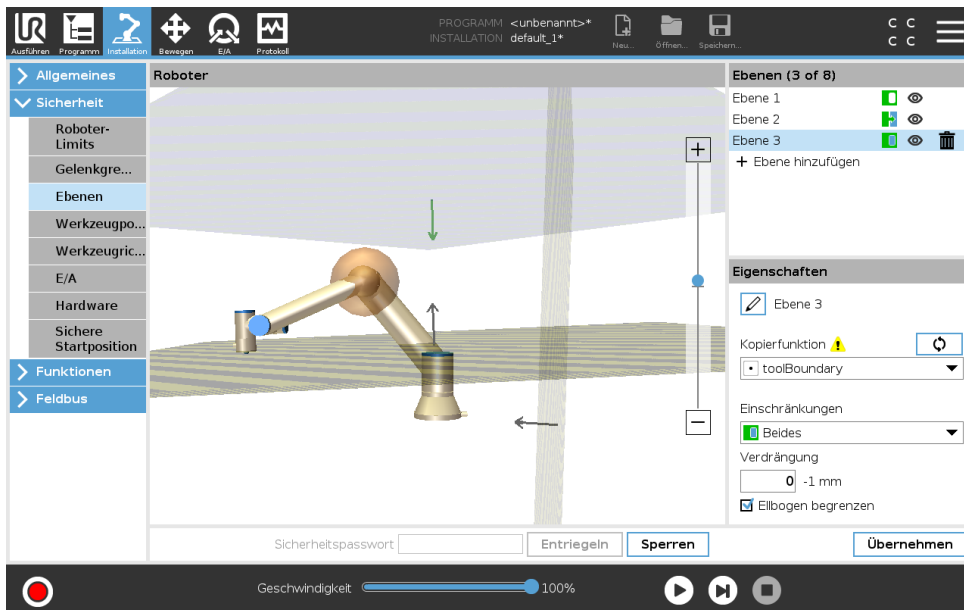 UR
PROGRAMM <unbenannt>*
INSTALLATION default_1*
Ausführen Programm Installation Bewegen E/A Protokoll
Neu... Öffnen... Speichern...
C C
C C
Allgemeines
Sicherheit
Roboter-
Limits
Gelenkgre...
Ebenen
Werkzeugpo...
Werkzeugric...
E/A
Hardware
Sichere
Startposition
Funktionen
Feldbus
Roboter
Ebenen (3 of 8)
Ebene 1
Ebene 2
Ebene 3
+ Ebene hinzufügen
Eigenschaften
Ebene 3
Kopierfunktion
toolBoundary
Einschränkungen
Beides
Verdrängung
0 -1 mm
Ellbogen begrenzen
Sicherheitspasswort Entriegeln Sperren Übernehmen
Geschwindigkeit 100%